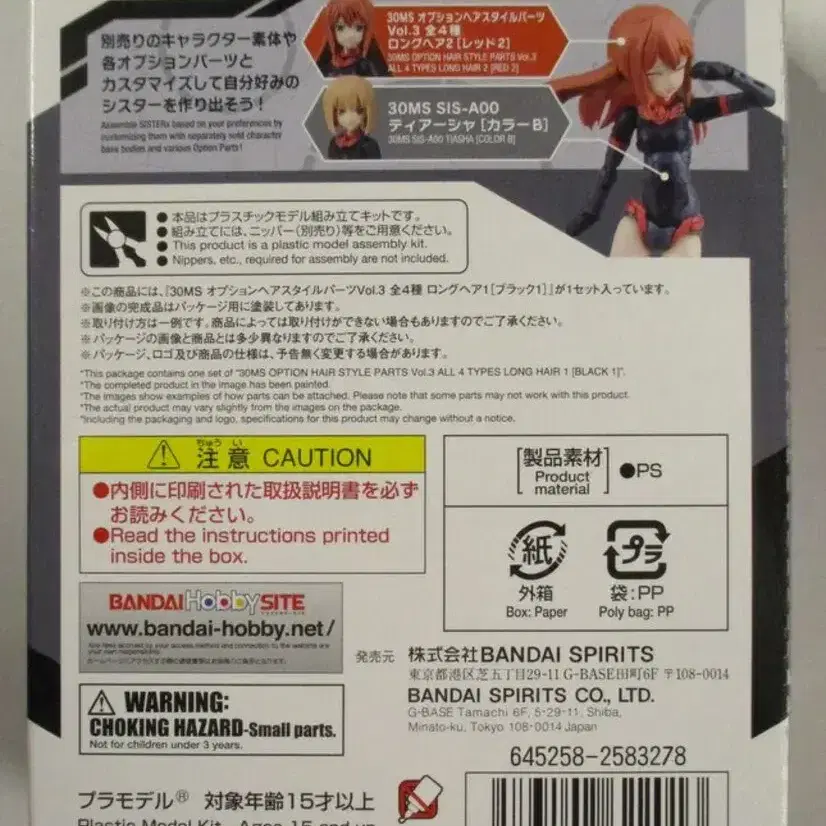 別売りのキャラクター素体や
各オプションパーツと
カスタマイズして自分好みの
シスターを作り出そう！
Assemble SISTERs based on your preferences by
customizing them with separately sold character
base bodies and various Option Parts!
30MS オプションヘアスタイルパーツ
Vol.3 全4種
ロングヘア2［レッド2］
30MS OPTION HAIR STYLE PARTS Vol.3
ALL 4 TYPES LONG HAIR 2 [RED 2]
30MS SIS-A00
ティアーシャ［カラーB］
30MS SIS-A00 TIASHA [COLOR B]
●本品はプラスチックモデル組み立てキットです。
●組み立てには、ニッパー（別売り）等をご用意ください。
●This product is a plastic model assembly kit.
●Nippers, etc., required for assembly are not included.
※この商品には、『30MS オプションヘアスタイルパーツVol.3 全4種 ロングヘア1［ブラック1］』が1セット入っています。
※画像の完成品はパッケージ用に塗装してあります。
※取り付け方は一例です。商品によっては取り付けができない場合もありますのでご了承ください。
※パッケージの画像と商品とは多少異なりますのでご了承ください。
※パッケージ、ロゴ及び商品の仕様は、予告無く変更する場合があります。
*This package contains one set of "30MS OPTION HAIR STYLE PARTS Vol.3 ALL 4 TYPES LONG HAIR 1 [BLACK 1]".
*The completed product in the image has been painted.
*The images show examples of how parts can be attached. Please note that some parts may not work with this product.
*The actual product may vary slightly from the images on the package.
*Including the packaging and logo, specifications for this product may change without a notice.
ちゅう い
注意 CAUTION
●内側に印刷された取扱説明書を必ず
お読みください。
●Read the instructions printed
inside the box.
［製品素材］
Product
material
●PS
紙
外箱
Box: Paper
プラ
袋:PP
Poly bag: PP
BANDAI HobbySITE
www.bandai-hobby.net/
Fees accrued by your access method and connection to the website are
your own responsibility.
発売元 株式会社BANDAI SPIRITS
東京都港区芝五丁目29-11 G-BASE田町6F 〒108-0014
BANDAI SPIRITS CO., LTD.
G-BASE Tamachi 6F, 5-29-11, Shiba,
Minato-ku, Tokyo 108-0014 Japan
WARNING:
CHOKING HAZARD-Small parts.
Not for children under 3 years.
645258-2583278
プラモデル® 対象年齢15才以上
Plastic Model Kit Ages 15 and up